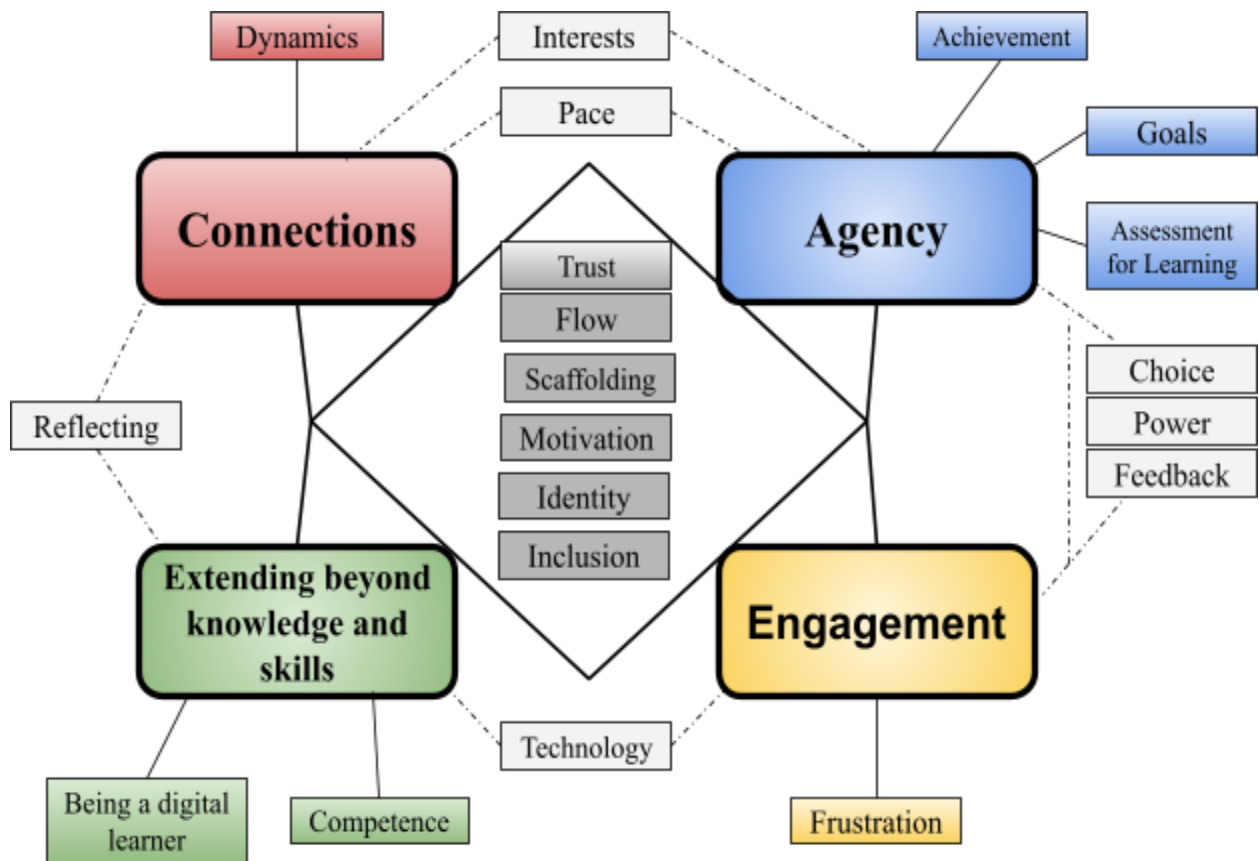 Dynamics
Interests
Achievement
Pace
Goals
Connections
Agency
Assessment
for Learning
Trust
Flow
Scaffolding
Motivation
Identity
Inclusion
Choice
Power
Feedback
Reflecting
Extending beyond
knowledge and
skills
Engagement
Technology
Being a digital
learner
Competence
Frustration